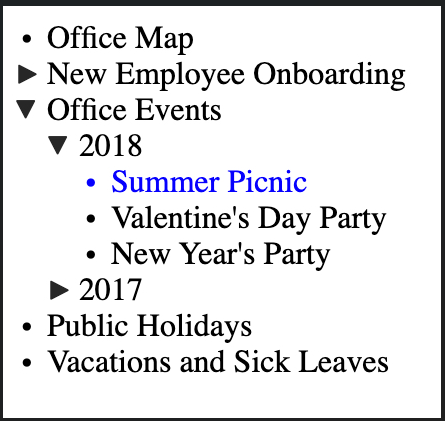 • Office Map
▶ New Employee Onboarding
▼ Office Events
▼ 2018
• Summer Picnic
• Valentine's Day Party
• New Year's Party
▶ 2017
• Public Holidays
• Vacations and Sick Leaves